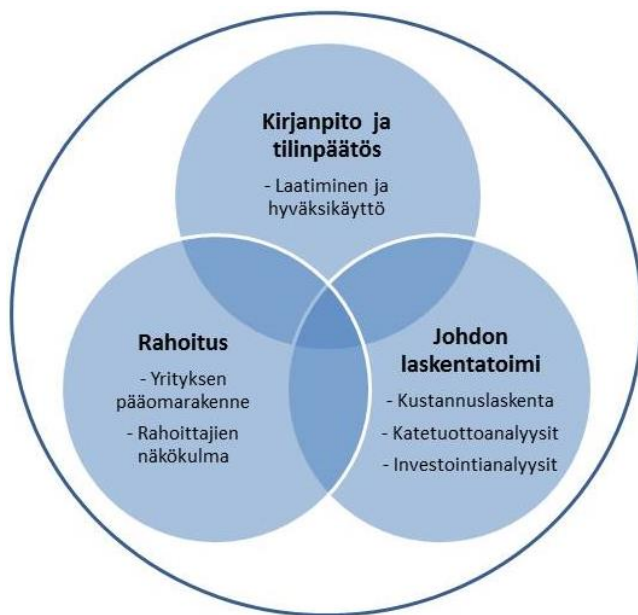 Kirjanpito ja
tilinpäätös
- Laatiminen ja
hyväksikäyttö
Rahoitus
- Yrityksen
pääomarakenne
- Rahoittajien
näkökulma
Johdon
laskentatoimi
- Kustannuslaskenta
- Katetuottoanalyysit
- Investointianalyysit